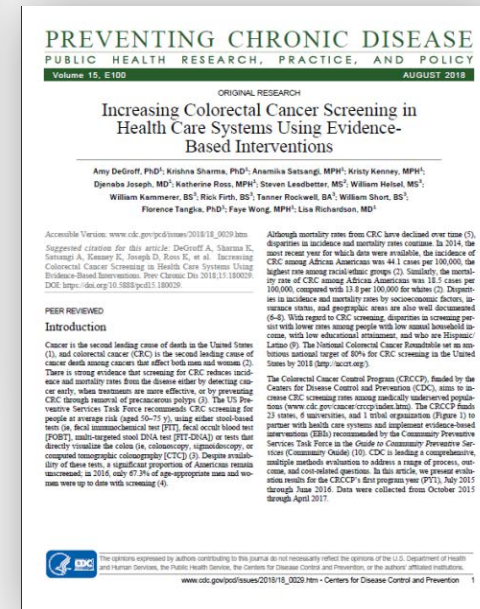 PREVENTING CHRONIC DISEASE
PUBLIC HEALTH RESEARCH, PRACTICE, AND POLICY
Volume 15, E100 AUGUST 2018
ORIGINAL RESEARCH
Increasing Colorectal Cancer Screening in
Health Care Systems Using Evidence-
Based Interventions
Amy DeGroff, PhD1; Krishna Sharma, PhD1; Anamika Satsangi, MPH1; Kristy Kenney, MPH1;
Djenaba Joseph, MD1; Katherine Ross, MPH1; Steven Leadbetter, MS2; William Helsel, MS3;
William Kammerer, BS3; Rick Firth, BS3; Tanner Rockwell, BA3; William Short, BS3;
Florence Tangka, PhD1; Faye Wong, MPH1; Lisa Richardson, MD1
Accessible Version: www.cdc.gov/pcd/issues/2018/18_0029.htm
Suggested citation for this article: DeGroff A, Sharma K,
Satsangi A, Kenney K, Joseph D, Ross K, et al. Increasing
Colorectal Cancer Screening in Health Care Systems Using
Evidence-Based Interventions. Prev Chronic Dis 2018;15:180029.
DOI: https://doi.org/10.5888/pcd15.180029.
PEER REVIEWED
Introduction
Cancer is the second leading cause of death in the United States
(1), and colorectal cancer (CRC) is the second leading cause of
cancer death among cancers that affect both men and women (2).
There is strong evidence that screening for CRC reduces incid-
ence and mortality rates from the disease either by detecting can-
cer early, when treatments are more effective, or by preventing
CRC through removal of precancerous polyps (3). The US Pre-
ventive Services Task Force recommends CRC screening for
people at average risk (aged 50–75 y), using either stool-based
tests (ie, fecal immunochemical test [FIT], fecal occult blood test
[FOBT], multi-targeted stool DNA test [FIT-DNA]) or tests that
directly visualize the colon (ie, colonoscopy, sigmoidoscopy, or
computed tomographic colonography [CTC]) (3). Despite availab-
ility of these tests, a significant proportion of Americans remain
unscreened; in 2016, only 67.3% of age-appropriate men and wo-
men were up to date with screening (4).
Although mortality rates from CRC have declined over time (5),
disparities in incidence and mortality rates continue. In 2014, the
most recent year for which data were available, the incidence of
CRC among African Americans was 44.1 cases per 100,000, the
highest rate among racial/ethnic groups (2). Similarly, the mortal-
ity rate of CRC among African Americans was 18.5 cases per
100,000, compared with 13.8 per 100,000 for whites (2). Disparit-
ies in incidence and mortality rates by socioeconomic factors, in-
surance status, and geographic areas are also well documented
(6–8). With regard to CRC screening, disparities in screening per-
sist with lower rates among people with low annual household in-
come, with low educational attainment, and who are Hispanic/
Latino (9). The National Colorectal Cancer Roundtable set an am-
bitious national target of 80% for CRC screening in the United
States by 2018 (http://nccrt.org/).
The Colorectal Cancer Control Program (CRCCP), funded by the
Centers for Disease Control and Prevention (CDC), aims to in-
crease CRC screening rates among medically underserved popula-
tions (www.cdc.gov/cancer/crccp/index.htm). The CRCCP funds
23 states, 6 universities, and 1 tribal organization (Figure 1) to
partner with health care systems and implement evidence-based
interventions (EBIs) recommended by the Community Preventive
Services Task Force in the Guide to Community Preventive Ser-
vices (Community Guide) (10). CDC is leading a comprehensive,
multiple methods evaluation to address a range of process, out-
come, and cost-related questions. In this article, we present evalu-
ation results for the CRCCP's first program year (PY1), July 2015
through June 2016. Data were collected from October 2015
through April 2017.
CDC
The opinions expressed by authors contributing to this journal do not necessarily reflect the opinions of the U.S. Department of Health
and Human Services, the Public Health Service, the Centers for Disease Control and Prevention, or the authors' affiliated institutions.
www.cdc.gov/pcd/issues/2018/18_0029.htm • Centers for Disease Control and Prevention 1